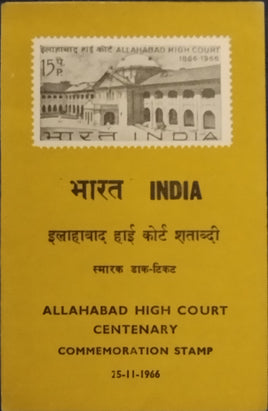 इलाहाबाद हाई कोर्ट ALLAHABAD HIGH COURT
1866-1966
15 प.
P.
भारत INDIA
भारत INDIA
इलाहाबाद हाई कोर्ट शताब्दी
स्मारक डाक-टिकट
ALLAHABAD HIGH COURT
CENTENARY
COMMEMORATION STAMP
25-11-1966